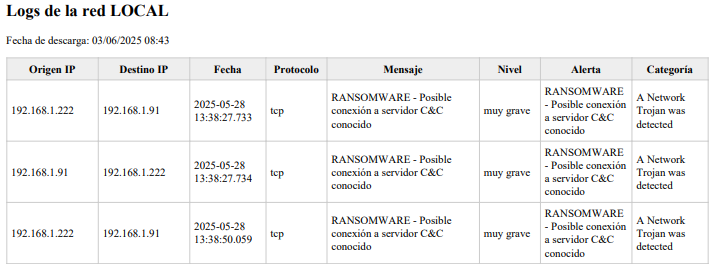 Logs de la red LOCAL
Fecha de descarga: 03/06/2025 08:43
Origen IP Destino IP Fecha Protocolo Mensaje Nivel Alerta Categoría
192.168.1.222 192.168.1.91 2025-05-28 13:38:27.733 tcp RANSOMWARE - Posible conexión a servidor C&C conocido muy grave RANSOMWARE - Posible conexión a servidor C&C conocido A Network Trojan was detected
192.168.1.91 192.168.1.222 2025-05-28 13:38:27.734 tcp RANSOMWARE - Posible conexión a servidor C&C conocido muy grave RANSOMWARE - Posible conexión a servidor C&C conocido A Network Trojan was detected
192.168.1.222 192.168.1.91 2025-05-28 13:38:50.059 tcp RANSOMWARE - Posible conexión a servidor C&C conocido muy grave RANSOMWARE - Posible conexión a servidor C&C conocido A Network Trojan was detected